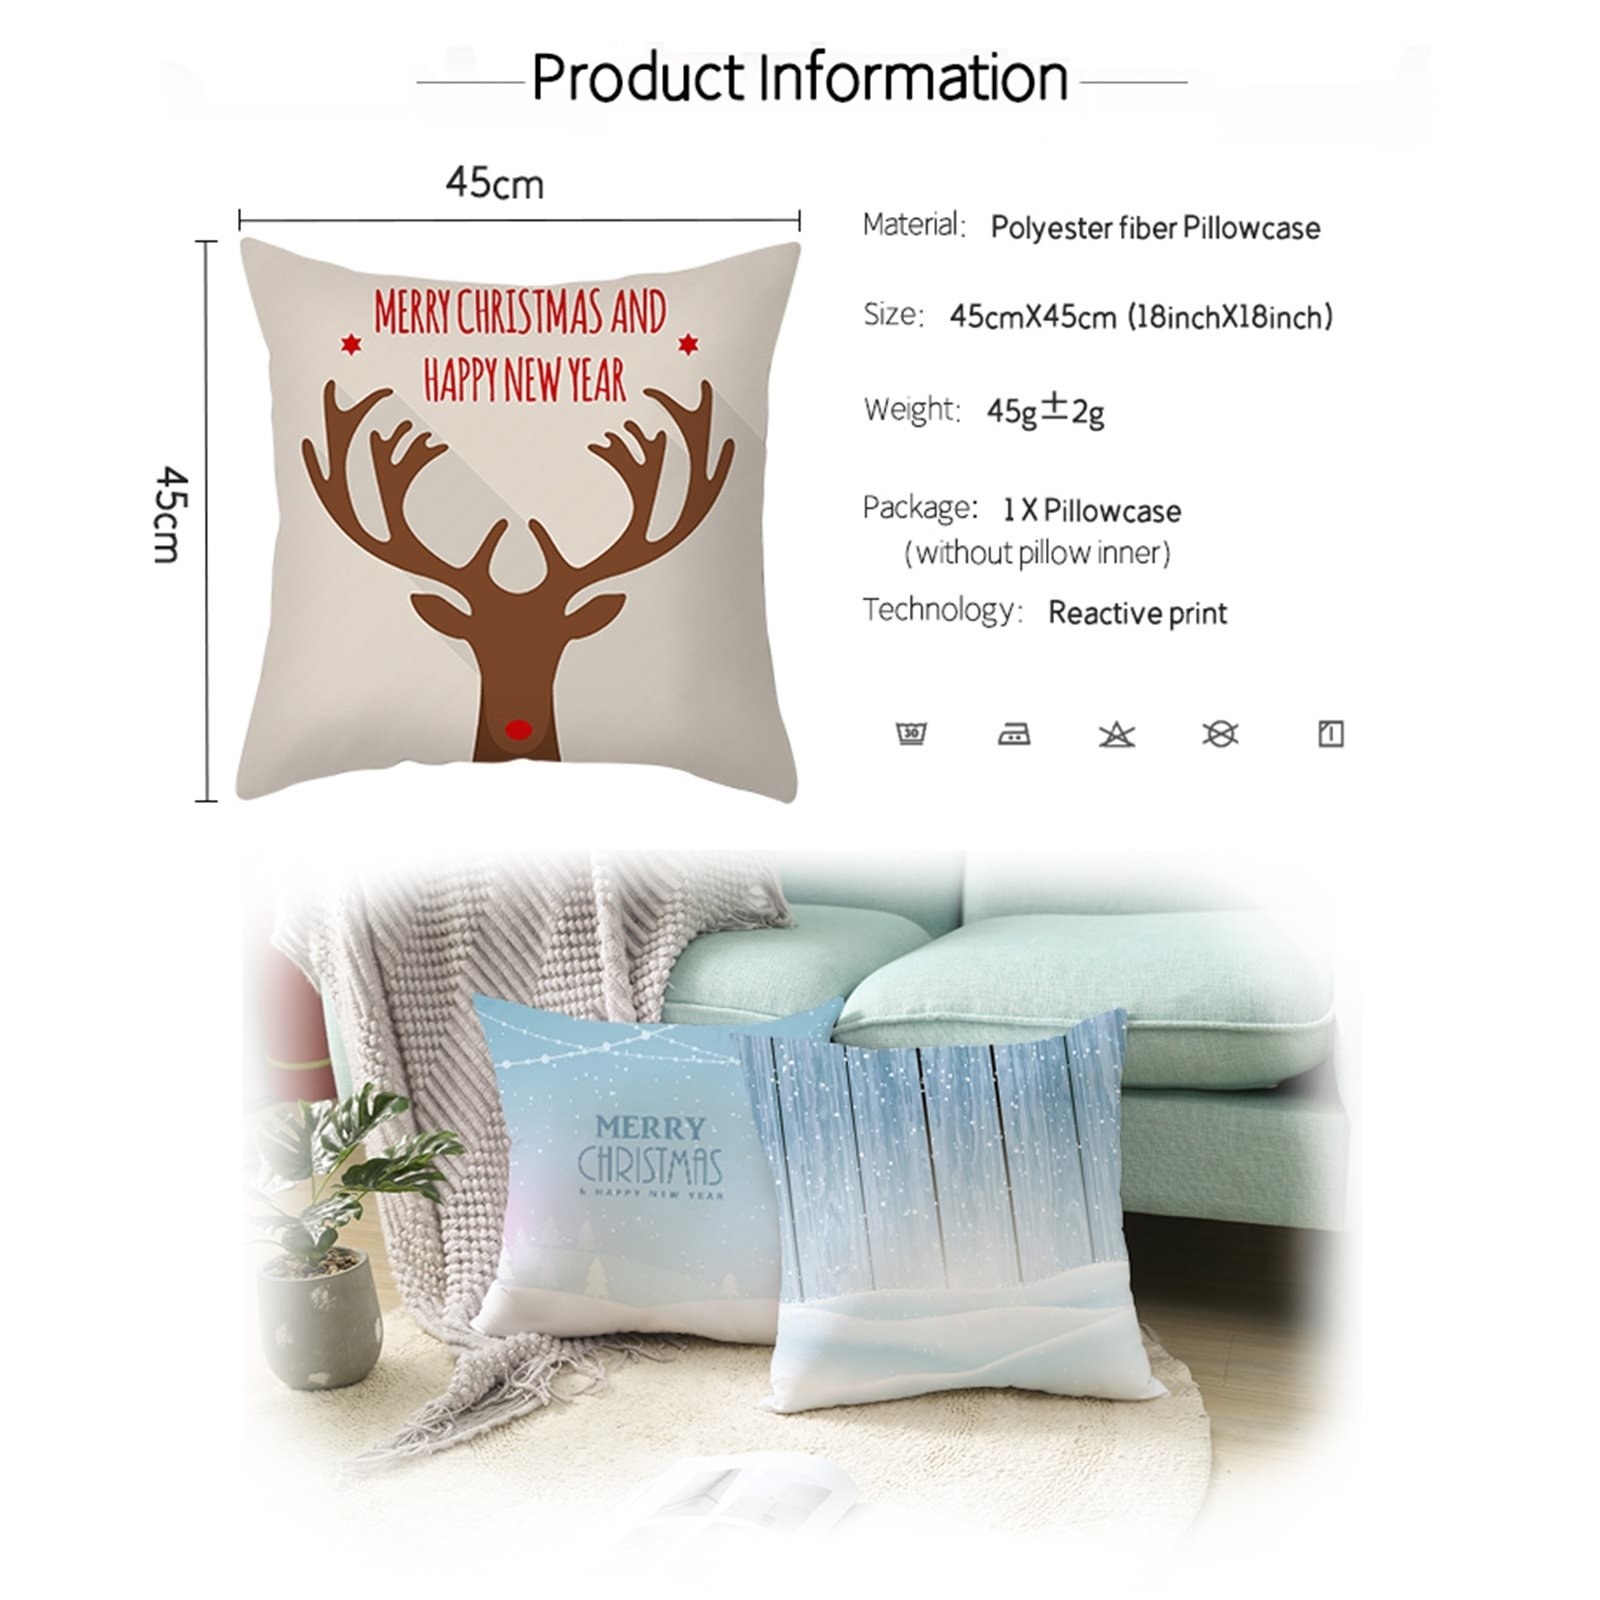 Product Information
45cm
45cm
MERRY CHRISTMAS AND
HAPPY NEW YEAR
Material: Polyester fiber Pillowcase
Size: 45cmX45cm (18inchX18inch)
Weight: 45g±2g
Package: 1 X Pillowcase
(without pillow inner)
Technology: Reactive print
30
MERRY
CHRISTMAS
& HAPPY NEW YEAR